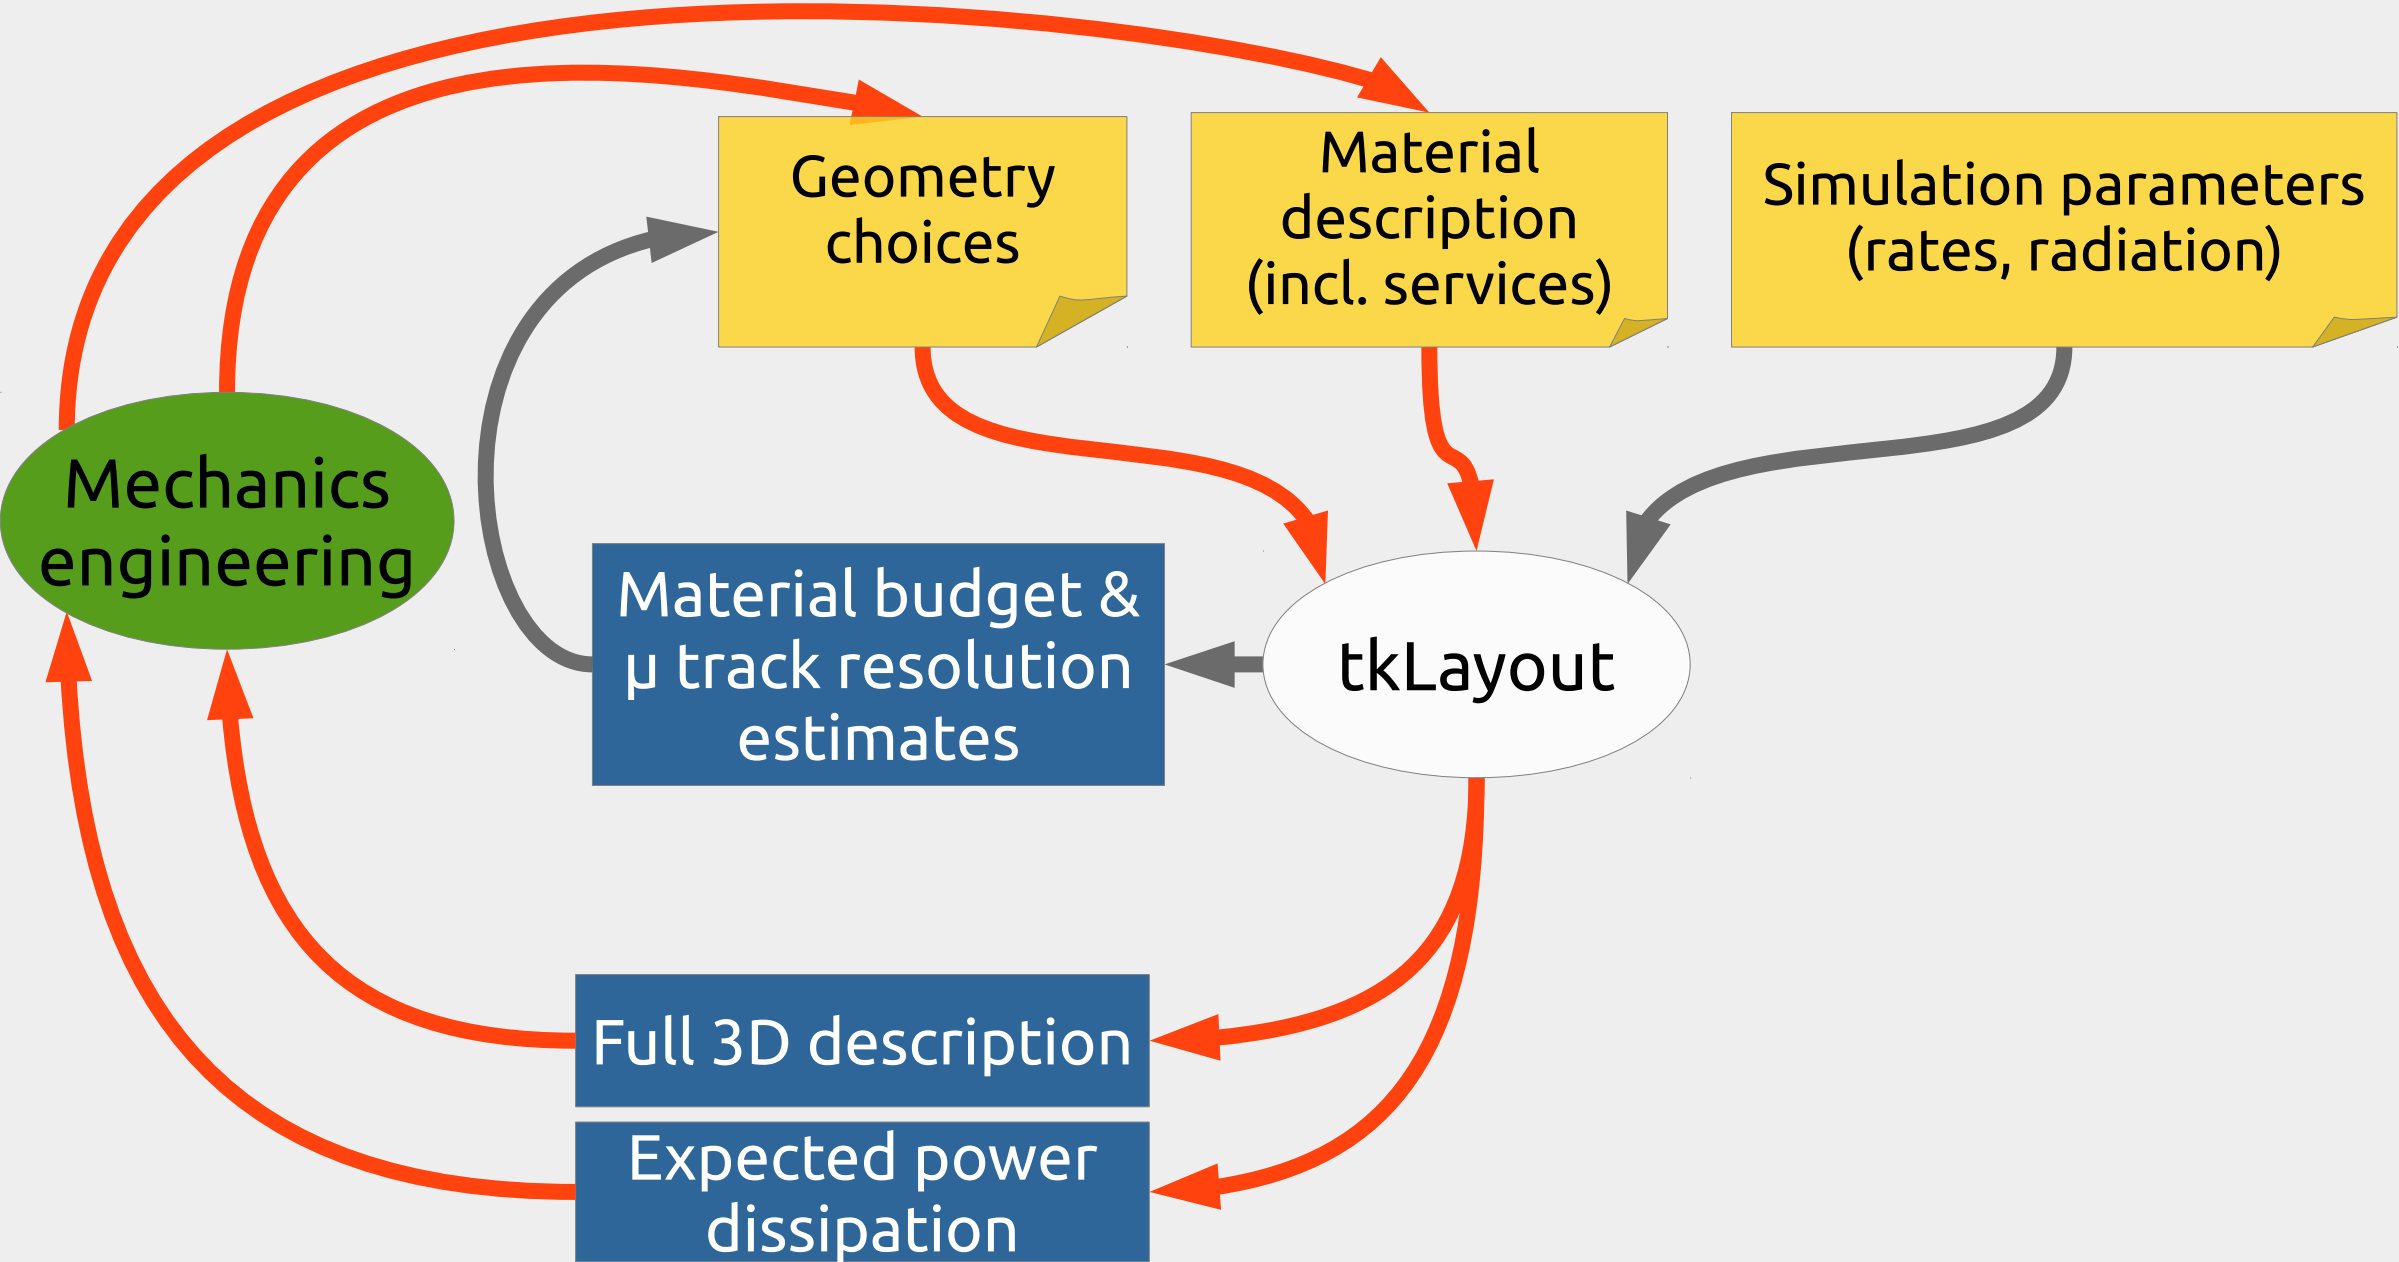 Geometry
choices
Material
description
(incl. services)
Simulation parameters
(rates, radiation)
Mechanics
engineering
Material budget &
μ track resolution
estimates
tkLayout
Full 3D description
Expected power
dissipation